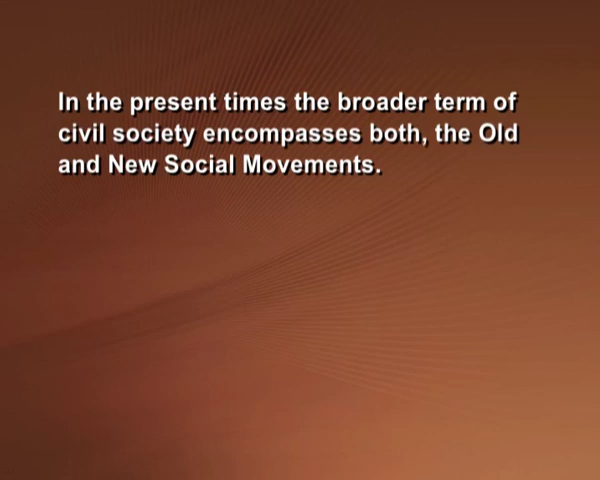 In the present times the broader term of
civil society encompasses both, the Old
and New Social Movements.